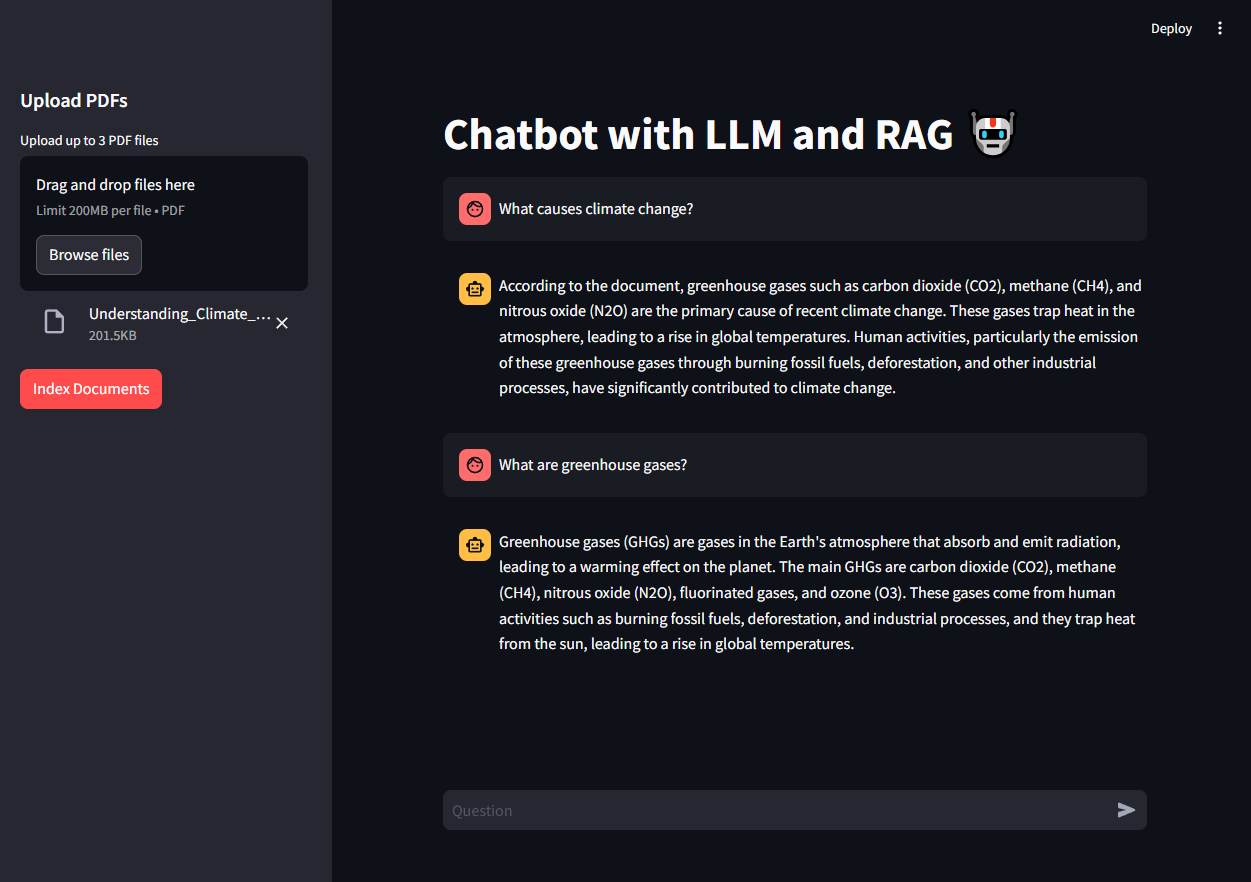 Deploy
Upload PDFs
Upload up to 3 PDF files
Drag and drop files here
Limit 200MB per file • PDF
Browse files
Understanding_Climate_...
201.5KB
Index Documents
Chatbot with LLM and RAG
What causes climate change?
According to the document, greenhouse gases such as carbon dioxide (CO2), methane (CH4), and
nitrous oxide (N2O) are the primary cause of recent climate change. These gases trap heat in the
atmosphere, leading to a rise in global temperatures. Human activities, particularly the emission
of these greenhouse gases through burning fossil fuels, deforestation, and other industrial
processes, have significantly contributed to climate change.
What are greenhouse gases?
Greenhouse gases (GHGs) are gases in the Earth's atmosphere that absorb and emit radiation,
leading to a warming effect on the planet. The main GHGs are carbon dioxide (CO2), methane
(CH4), nitrous oxide (N2O), fluorinated gases, and ozone (O3). These gases come from human
activities such as burning fossil fuels, deforestation, and industrial processes, and they trap heat
from the sun, leading to a rise in global temperatures.
Question